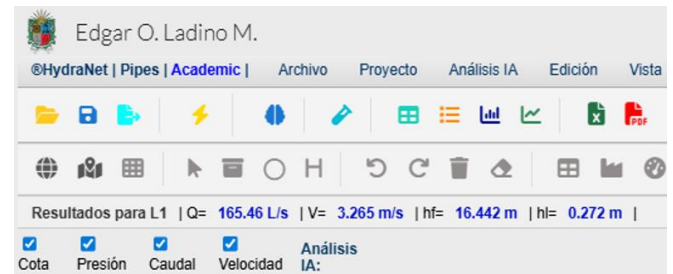 Edgar O. Ladino M.
®HydraNet | Pipes | Academic | Archivo Proyecto Análisis IA Edición Vista
PDF
Resultados para L1 | Q= 165.46 L/s | V= 3.265 m/s | hf= 16.442 m | hl= 0.272 m |
Cota Presión Caudal Velocidad Análisis IA: